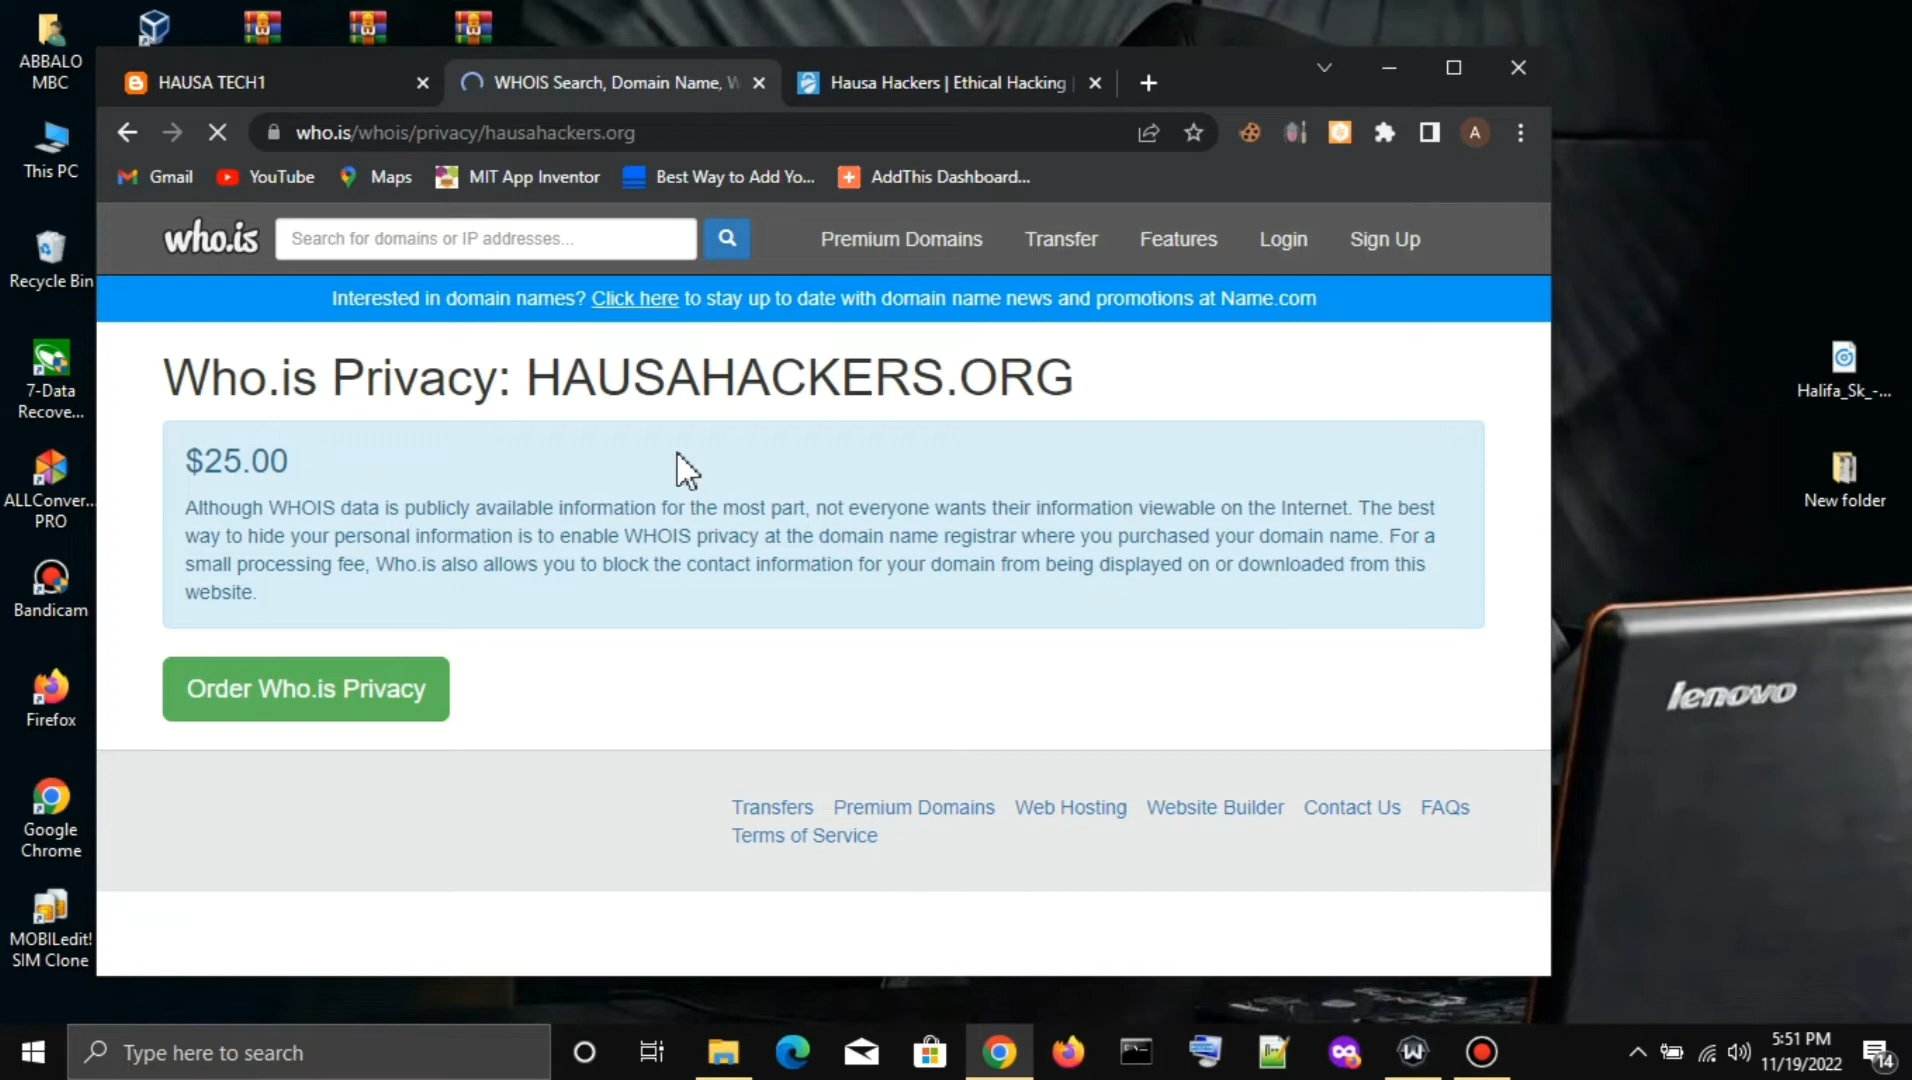 ABBALO
MBC
This PC
Recycle Bin
7-Data
Recove...
ALLConver...
PRO
Bandicam
Firefox
Google
Chrome
MOBILedit!
SIM Clone
HAUSA TECH1
WHOIS Search, Domain Name, W
Hausa Hackers | Ethical Hacking
who.is/whois/privacy/hausahackers.org
A
Gmail
YouTube
Maps
MIT App Inventor
Best Way to Add Yo...
AddThis Dashboard...
who.is
Search for domains or IP addresses...
Premium Domains
Transfer
Features
Login
Sign Up
Interested in domain names? Click here to stay up to date with domain name news and promotions at Name.com
Who.is Privacy: HAUSAHACKERS.ORG
$25.00
Although WHOIS data is publicly available information for the most part, not everyone wants their information viewable on the Internet. The best
way to hide your personal information is to enable WHOIS privacy at the domain name registrar where you purchased your domain name. For a
small processing fee, Who.is also allows you to block the contact information for your domain from being displayed on or downloaded from this
website.
Order Who.is Privacy
Transfers Premium Domains Web Hosting Website Builder Contact Us FAQs
Terms of Service
Halifa_Sk_-...
New folder
lenovo
Type here to search
5:51 PM
11/19/2022
14